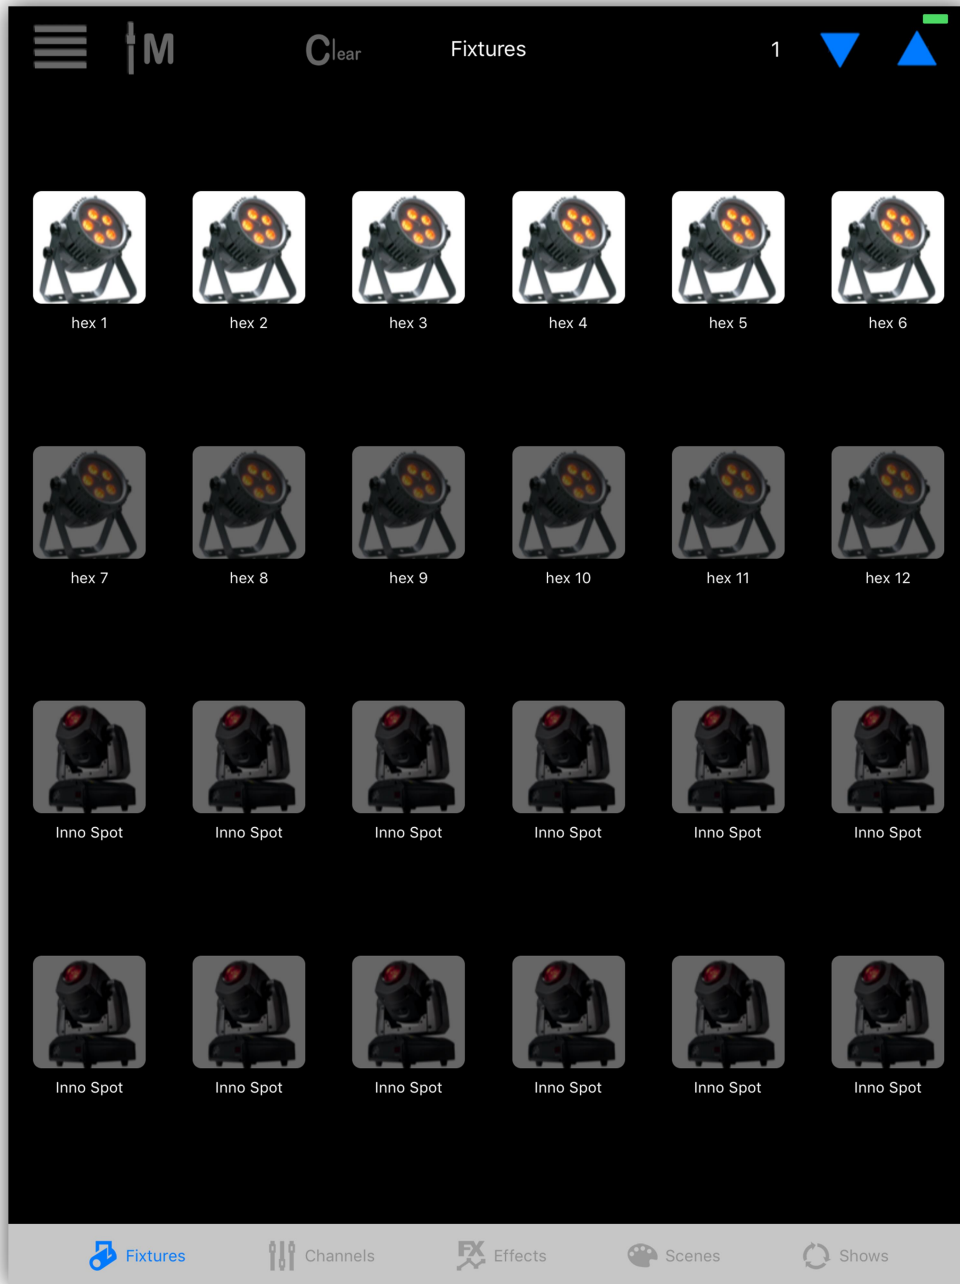 M Clear Fixtures 1
hex 1 hex 2 hex 3 hex 4 hex 5 hex 6
hex 7 hex 8 hex 9 hex 10 hex 11 hex 12
Inno Spot Inno Spot Inno Spot Inno Spot Inno Spot Inno Spot
Inno Spot Inno Spot Inno Spot Inno Spot Inno Spot Inno Spot
Fixtures Channels FX Effects Scenes Shows